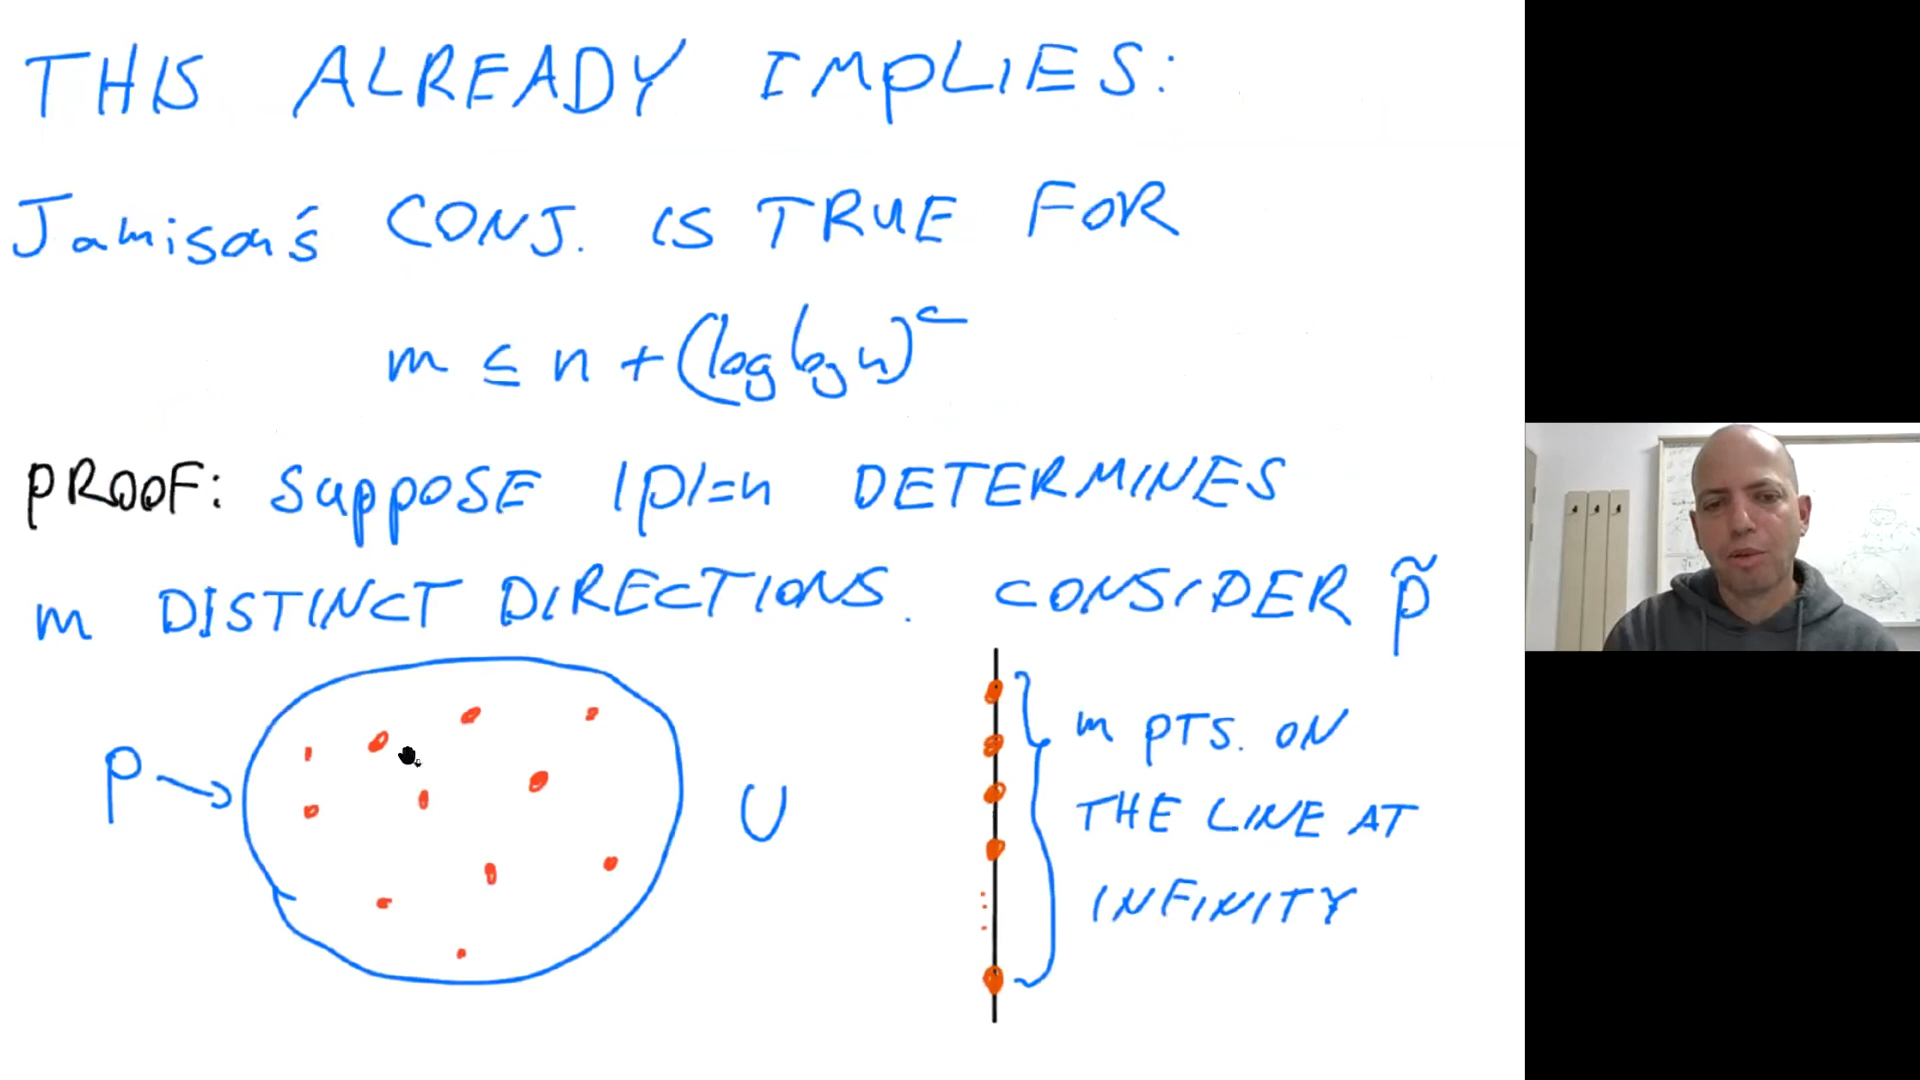 THIS ALREADY IMPLIES:
Jamison's CONJ. IS TRUE FOR
m ≤ n + (log log n)^c
PROOF: SUPPOSE |P|=n DETERMINES
m DISTINCT DIRECTIONS. CONSIDER P̃
P → U
m PTS. ON
THE LINE AT
INFINITY